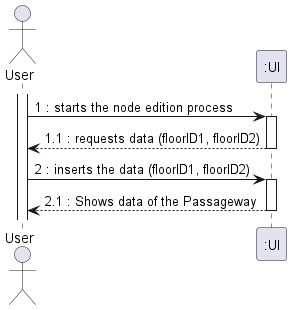 User
:UI
1 : starts the node edition process
1.1 : requests data (floorID1, floorID2)
2 : inserts the data (floorID1, floorID2)
2.1 : Shows data of the Passageway
User
:UI